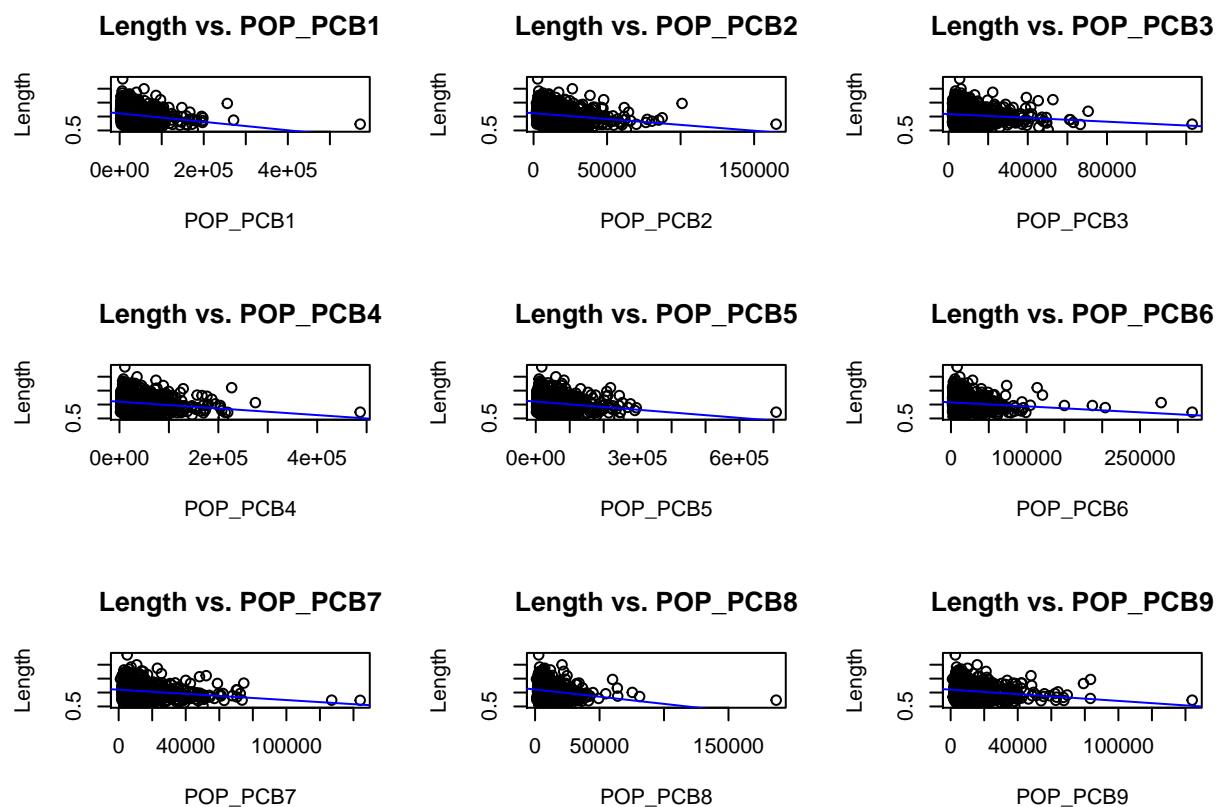 Length vs. POP_PCB1
Length
0.5
0e+00 2e+05 4e+05
POP_PCB1
Length vs. POP_PCB2
Length
0.5
0 50000 150000
POP_PCB2
Length vs. POP_PCB3
Length
0.5
0 40000 80000
POP_PCB3
Length vs. POP_PCB4
Length
0.5
0e+00 2e+05 4e+05
POP_PCB4
Length vs. POP_PCB5
Length
0.5
0e+00 3e+05 6e+05
POP_PCB5
Length vs. POP_PCB6
Length
0.5
0 100000 250000
POP_PCB6
Length vs. POP_PCB7
Length
0.5
0 40000 100000
POP_PCB7
Length vs. POP_PCB8
Length
0.5
0 50000 150000
POP_PCB8
Length vs. POP_PCB9
Length
0.5
0 40000 100000
POP_PCB9